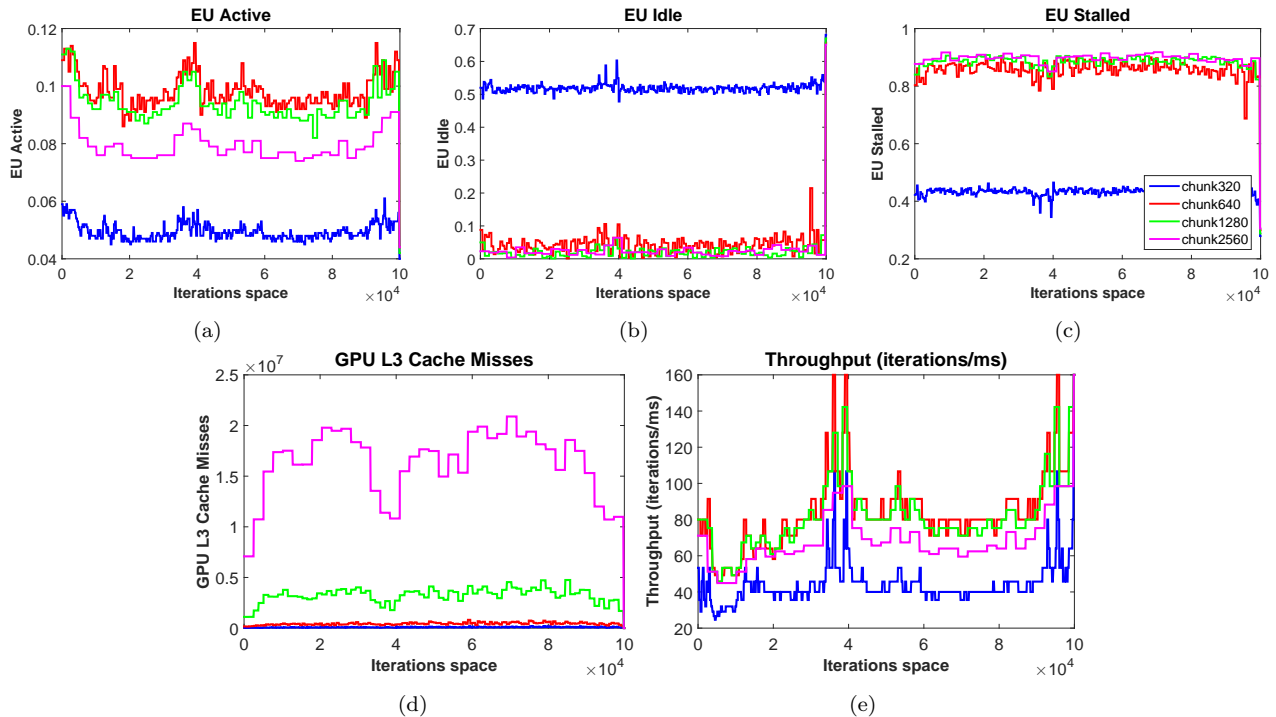 EU Active
0.12
0.1
0.08
0.06
0.04
EU Active
0 2 4 6 8 10
Iterations space
×10^4
(a)
EU Idle
0.7
0.6
0.5
0.4
0.3
0.2
0.1
0
EU Idle
0 2 4 6 8 10
Iterations space
×10^4
(b)
EU Stalled
1
0.8
0.6
0.4
0.2
EU Stalled
chunk320
chunk640
chunk1280
chunk2560
0 2 4 6 8 10
Iterations space
×10^4
(c)
GPU L3 Cache Misses
×10^7
2.5
2
1.5
1
0.5
0
GPU L3 Cache Misses
0 2 4 6 8 10
Iterations space
×10^4
(d)
Throughput (iterations/ms)
160
140
120
100
80
60
40
20
Throughput (iterations/ms)
0 2 4 6 8 10
Iterations space
×10^4
(e)